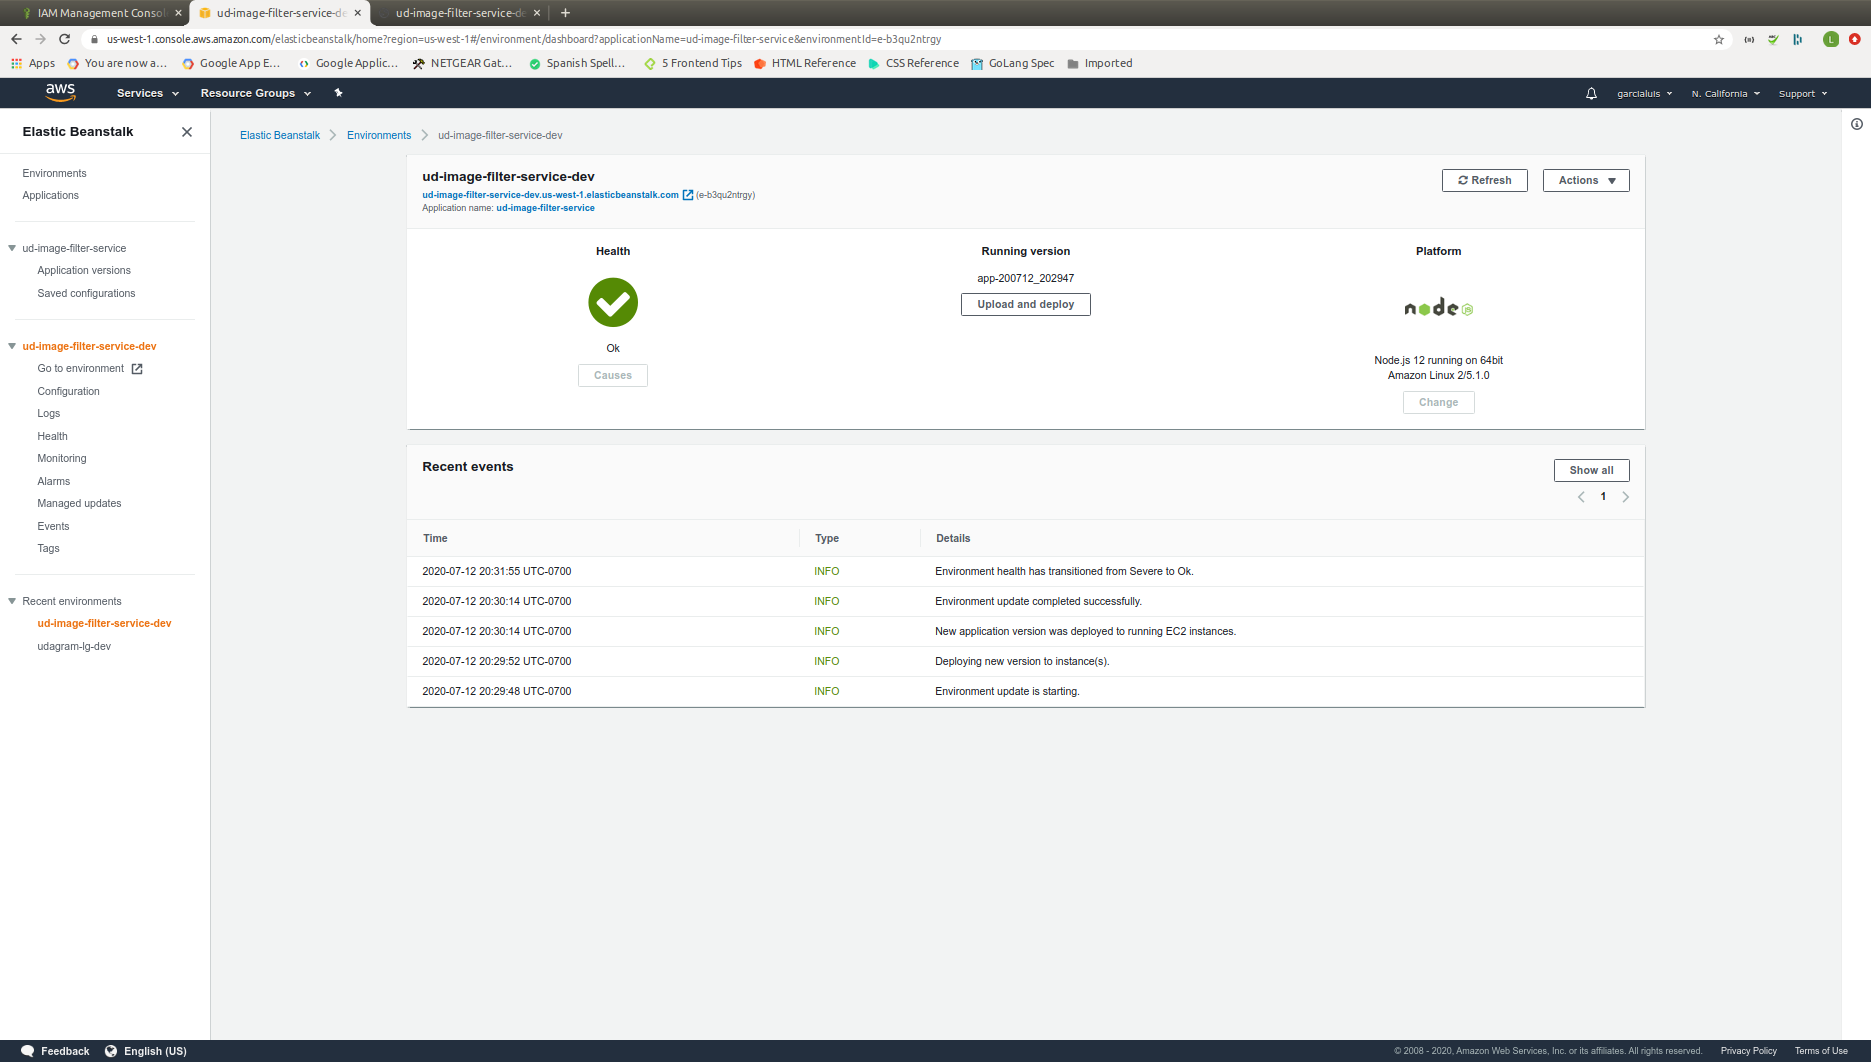 IAM Management Consol
ud-image-filter-service-de
ud-image-filter-service-de
us-west-1.console.aws.amazon.com/elasticbeanstalk/home?region=us-west-1#/environment/dashboard?applicationName=ud-image-filter-service&environmentId=e-b3qu2ntrgy
L
Apps
You are now a...
Google App E...
Google Applic...
NETGEAR Gat...
Spanish Spell...
5 Frontend Tips
HTML Reference
CSS Reference
GoLang Spec
Imported
aws
Services
Resource Groups
garcialuis
N. California
Support
Elastic Beanstalk
Environments
Applications
ud-image-filter-service
Application versions
Saved configurations
ud-image-filter-service-dev
Go to environment
Configuration
Logs
Health
Monitoring
Alarms
Managed updates
Events
Tags
Recent environments
ud-image-filter-service-dev
udagram-lg-dev
Elastic Beanstalk
Environments
ud-image-filter-service-dev
ud-image-filter-service-dev
ud-image-filter-service-dev.us-west-1.elasticbeanstalk.com (e-b3qu2ntrgy)
Application name: ud-image-filter-service
Refresh
Actions
Health
Ok
Causes
Running version
app-200712_202947
Upload and deploy
Platform
node JS
Node.js 12 running on 64bit
Amazon Linux 2/5.1.0
Change
Recent events
Show all
1
Time Type Details
2020-07-12 20:31:55 UTC-0700 INFO Environment health has transitioned from Severe to Ok.
2020-07-12 20:30:14 UTC-0700 INFO Environment update completed successfully.
2020-07-12 20:30:14 UTC-0700 INFO New application version was deployed to running EC2 instances.
2020-07-12 20:29:52 UTC-0700 INFO Deploying new version to instance(s).
2020-07-12 20:29:48 UTC-0700 INFO Environment update is starting.
Feedback
English (US)
© 2008 - 2020, Amazon Web Services, Inc. or its affiliates. All rights reserved.
Privacy Policy
Terms of Use